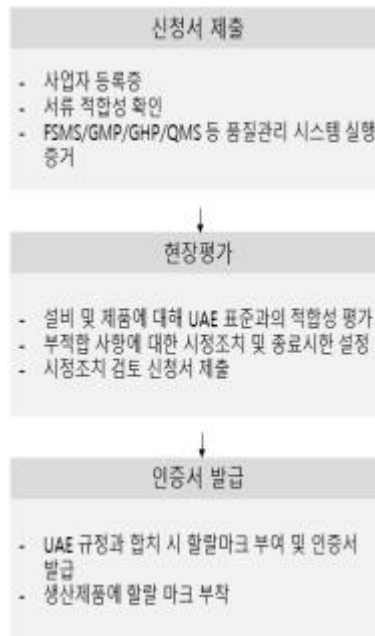 신청서 제출
- 사업자 등록증
- 서류 적합성 확인
- FSMS/GMP/GHP/QMS 등 품질관리 시스템 실행
증거
현장평가
- 설비 및 제품에 대해 UAE 표준과의 적합성 평가
- 부적합 사항에 대한 시정조치 및 종료시한 설정
- 시정조치 검토 신청서 제출
인증서 발급
- UAE 규정과 합치 시 할랄마크 부여 및 인증서
발급
- 생산제품에 할랄 마크 부착